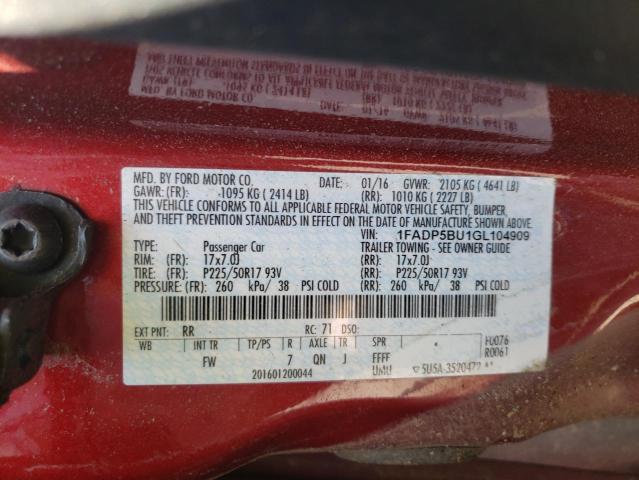 MFD. BY FORD MOTOR CO. DATE: 01/16 GVWR: 2105 KG ( 4641 LB)
GAWR: (FR): 1095 KG ( 2414 LB) (RR): 1010 KG ( 2227 LB)
THIS VEHICLE CONFORMS TO ALL APPLICABLE FEDERAL MOTOR VEHICLE SAFETY, BUMPER,
AND THEFT PREVENTION STANDARDS IN EFFECT ON THE DATE OF MANUFACTURE SHOWN ABOVE.
VIN: 1FADP5BU1GL104909
TYPE: Passenger Car TRAILER TOWING - SEE OWNER GUIDE
RIM: (FR): 17x7.0J (RR): 17x7.0J
TIRE: (FR): P225/50R17 93V (RR): P225/50R17 93V
PRESSURE: (FR): 260 kPa/ 38 PSI COLD (RR): 260 kPa/ 38 PSI COLD
EXT PNT: RR RC: 71 DSO:
WB INT TR TP/PS R AXLE TR SPR F0076
FW 7 QN J FFFF R0061
201601200044 UMU 5U5A-3520472